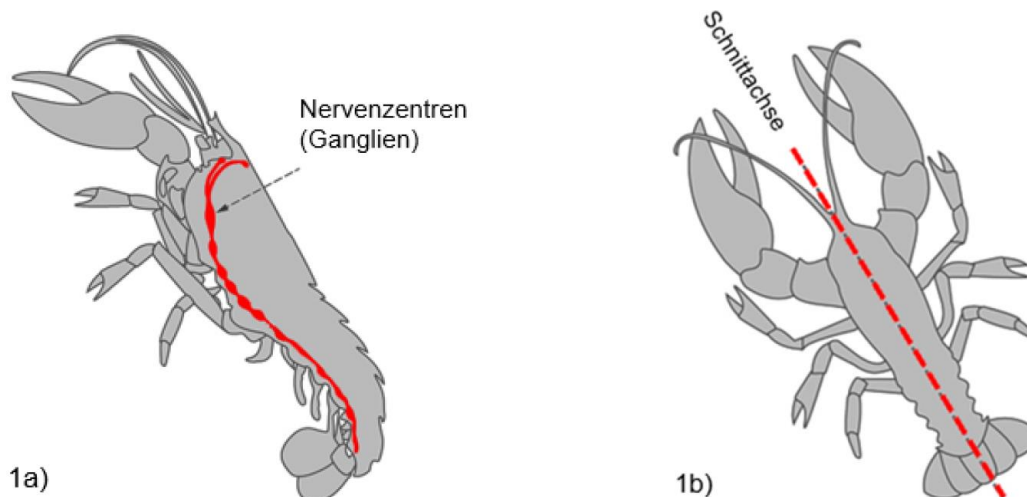 Nervenzentren
(Ganglien)
1a)
Schnittachse
1b)